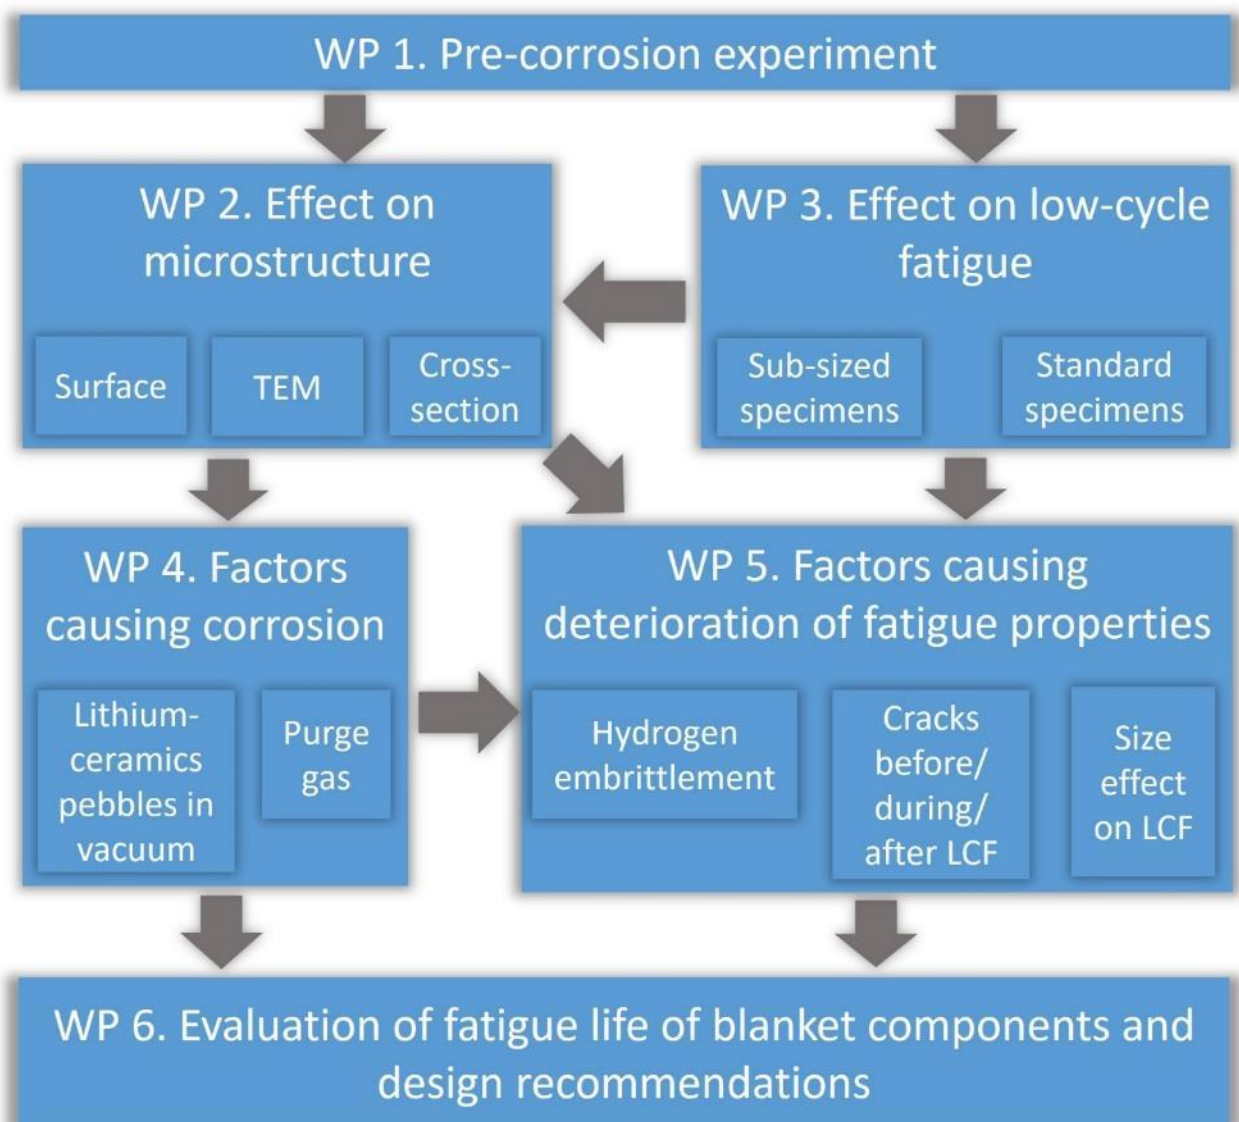 WP 1. Pre-corrosion experiment
WP 2. Effect on
microstructure
Surface
TEM
Cross-
section
WP 3. Effect on low-cycle
fatigue
Sub-sized
specimens
Standard
specimens
WP 4. Factors
causing corrosion
Lithium-
ceramics
pebbles in
vacuum
Purge
gas
WP 5. Factors causing
deterioration of fatigue properties
Hydrogen
embrittlement
Cracks
before/
during/
after LCF
Size
effect
on LCF
WP 6. Evaluation of fatigue life of blanket components and
design recommendations